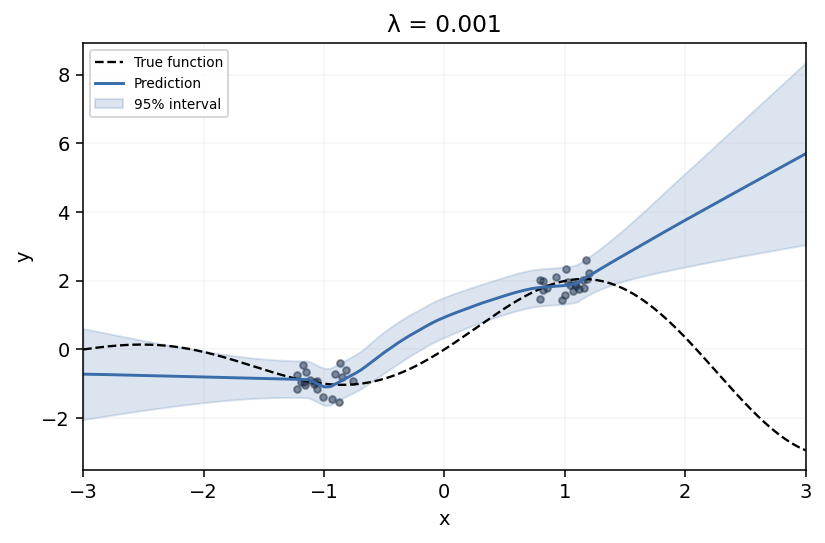 λ = 0.001
True function
Prediction
95% interval
8
6
4
2
0
−2
y
−3
−2
−1
0
1
2
3
x